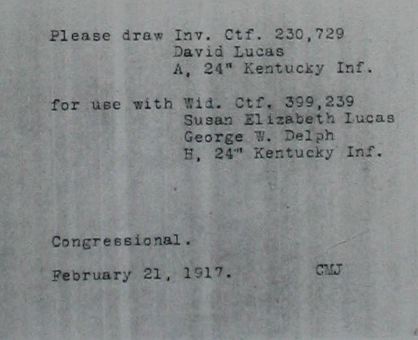 Please draw Inv. Ctf. 230,729
David Lucas
A, 24" Kentucky Inf.
for use with Wid. Ctf. 399,239
Susan Elizabeth Lucas
George W. Delph
H, 24" Kentucky Inf.
Congressional.
February 21, 1917. CMJ